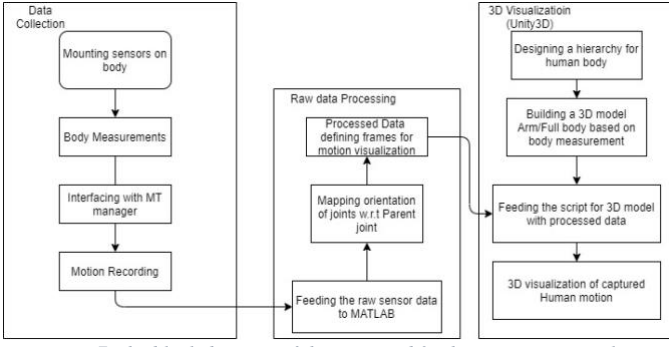 Data
Collection
Mounting sensors on
body
Body Measurements
Interfacing with MT
manager
Motion Recording
Raw data Processing
Processed Data
defining frames for
motion visualization
Mapping orientation
of joints w.r.t Parent
joint
Feeding the raw sensor data
to MATLAB
3D Visualizatioin
(Unity3D)
Designing a hierarchy for
human body
Building a 3D model
Arm/Full body based on
body measurement
Feeding the script for 3D model
with processed data
3D visualization of captured
Human motion